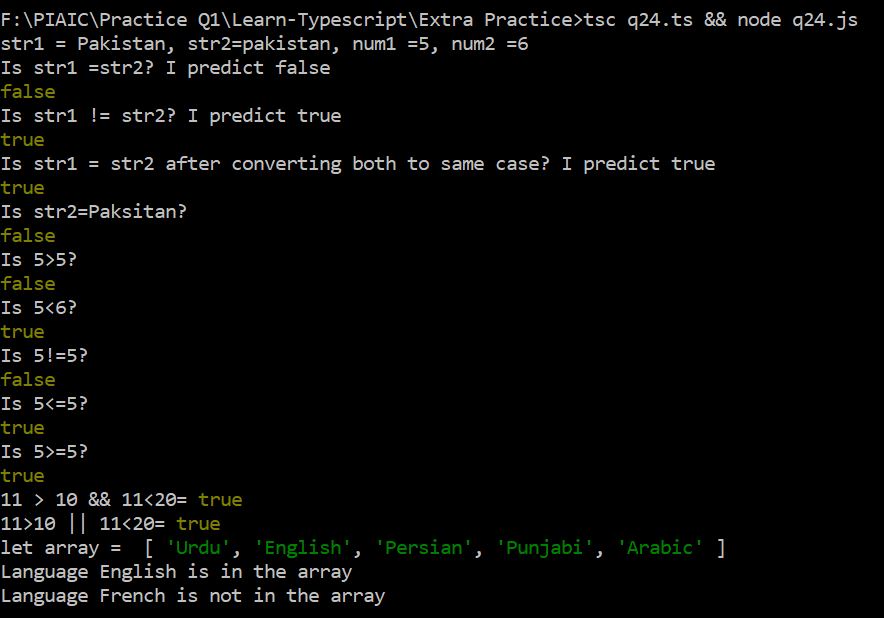 F:\PIAIC\Practice Q1\Learn-Typescript\Extra Practice>tsc q24.ts && node q24.js
str1 = Pakistan, str2=pakistan, num1 =5, num2 =6
Is str1 =str2? I predict false
false
Is str1 != str2? I predict true
true
Is str1 = str2 after converting both to same case? I predict true
true
Is str2=Paksitan?
false
Is 5>5?
false
Is 5<6?
true
Is 5!=5?
false
Is 5<=5?
true
Is 5>=5?
true
11 > 10 && 11<20= true
11>10 || 11<20= true
let array =  [ 'Urdu', 'English', 'Persian', 'Punjabi', 'Arabic' ]
Language English is in the array
Language French is not in the array